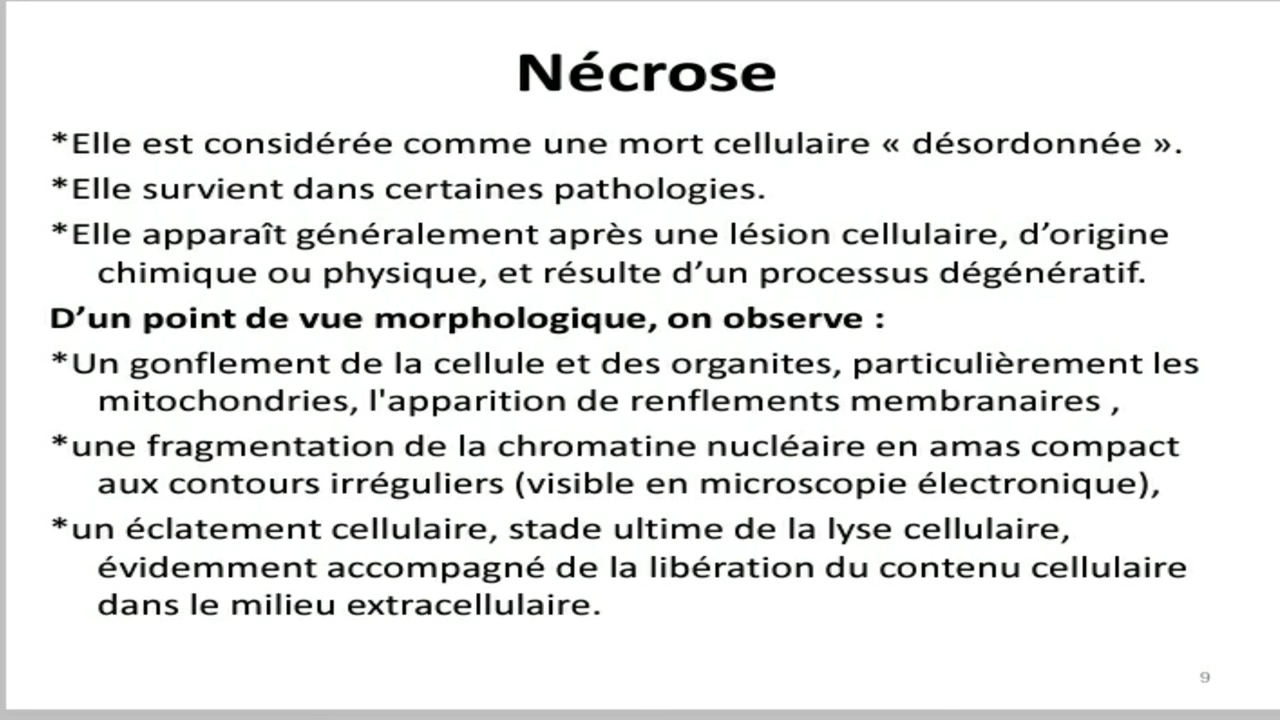 Nécrose
*Elle est considérée comme une mort cellulaire « désordonnée ».
*Elle survient dans certaines pathologies.
*Elle apparaît généralement après une lésion cellulaire, d’origine
chimique ou physique, et résulte d’un processus dégénératif.
D’un point de vue morphologique, on observe :
*Un gonflement de la cellule et des organites, particulièrement les
mitochondries, l'apparition de renflements membranaires ,
*une fragmentation de la chromatine nucléaire en amas compact
aux contours irréguliers (visible en microscopie électronique),
*un éclatement cellulaire, stade ultime de la lyse cellulaire,
évidemment accompagné de la libération du contenu cellulaire
dans le milieu extracellulaire.
9